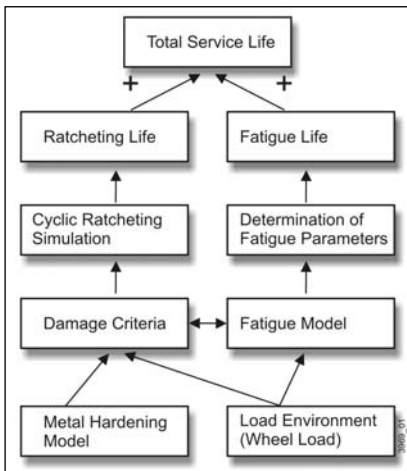 Total Service Life
+ +
Ratcheting Life
Fatigue Life
Cyclic Ratcheting
Simulation
Determination of
Fatigue Parameters
Damage Criteria
Fatigue Model
Metal Hardening
Model
Load Environment
(Wheel Load)
3969_01